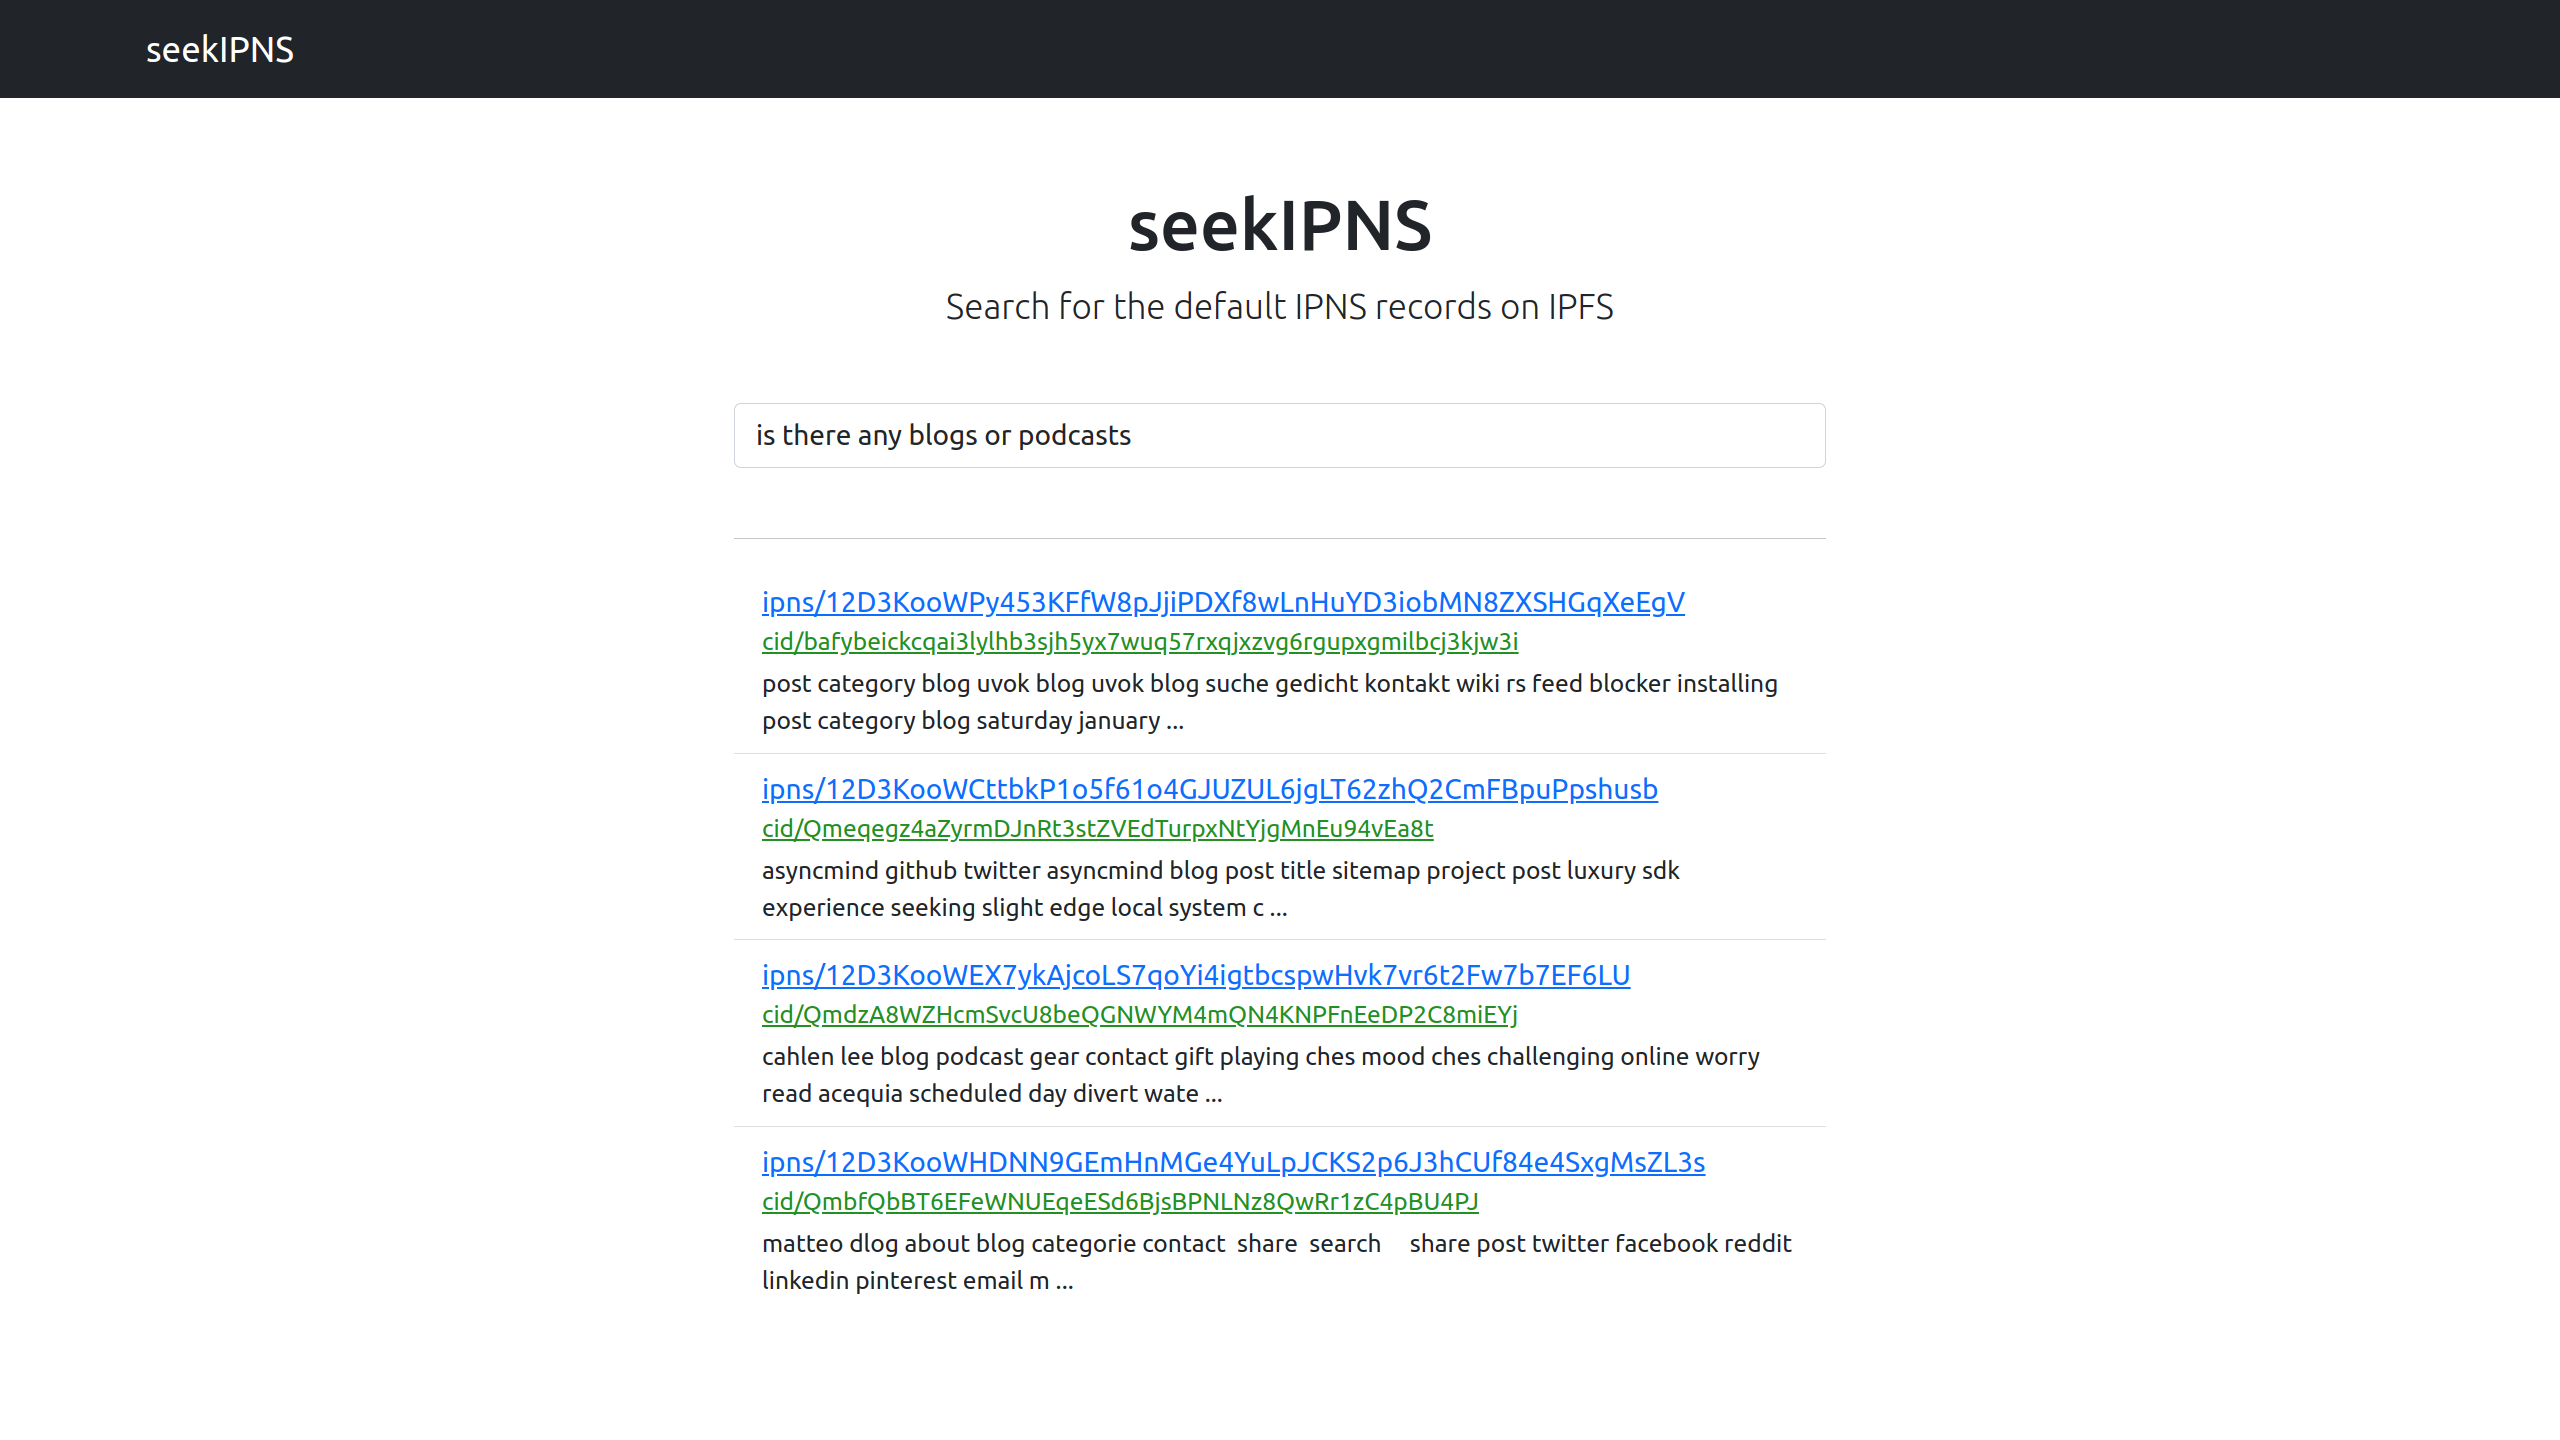 seekIPNS
seekIPNS
Search for the default IPNS records on IPFS
is there any blogs or podcasts
ipns/12D3KooWPy453KFfW8pJjiPDXf8wLnHuYD3iobMN8ZXSHGqXeEgV
cid/bafybeickcqai3lylhb3sjh5yx7wuq57rxqjxzvg6rgupxgmilbcj3kjw3i
post category blog uvok blog uvok blog suche gedicht kontakt wiki rs feed blocker installing
post category blog saturday january ...
ipns/12D3KooWCttbkP1o5f61o4GJUZUL6jgLT62zhQ2CmFBpuPpshusb
cid/Qmeqegz4aZyrmDJnRt3stZVEdTurpxNtYjgMnEu94vEa8t
asyncmind github twitter asyncmind blog post title sitemap project post luxury sdk
experience seeking slight edge local system c ...
ipns/12D3KooWEX7ykAjcoLS7qoYi4igtbcspwHvk7vr6t2Fw7b7EF6LU
cid/QmdzA8WZHcmSvcU8beQGNWYM4mQN4KNPFnEeDP2C8miEYj
cahlen lee blog podcast gear contact gift playing ches mood ches challenging online worry
read acequia scheduled day divert wate ...
ipns/12D3KooWHDNN9GEmHnMGe4YuLpJCKS2p6J3hCUf84e4SxgMsZL3s
cid/QmbfQbBT6EFeWNUEqeESd6BjsBPNLNz8QwRr1zC4pBU4PJ
matteo dlog about blog categorie contact share search share post twitter facebook reddit
linkedin pinterest email m ...